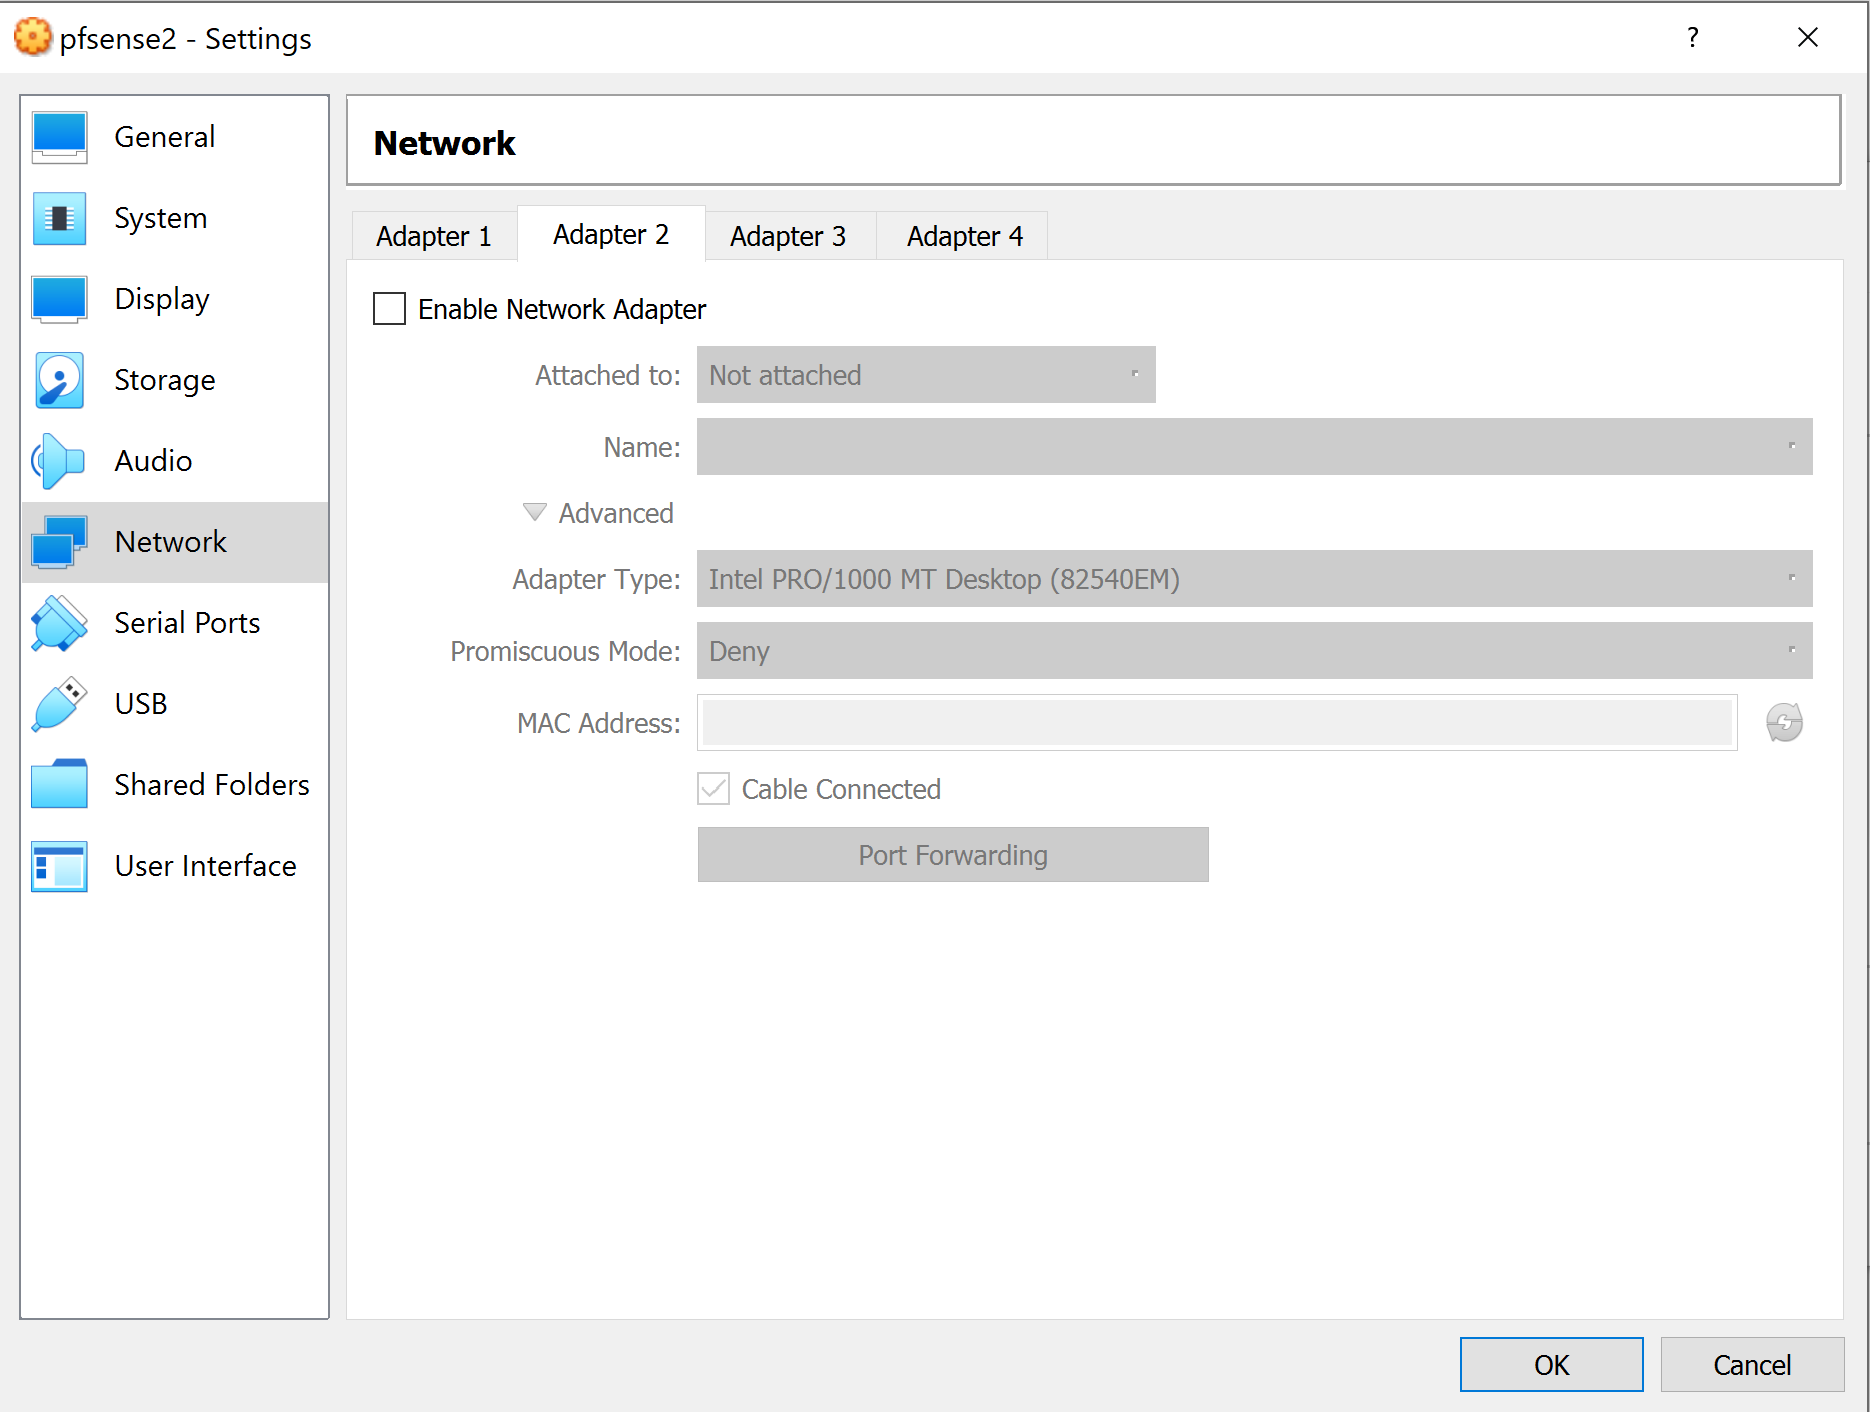 pfsense2 - Settings
?
General
System
Display
Storage
Audio
Network
Serial Ports
USB
Shared Folders
User Interface
Network
Adapter 1 Adapter 2 Adapter 3 Adapter 4
Enable Network Adapter
Attached to: Not attached
Name:
Advanced
Adapter Type: Intel PRO/1000 MT Desktop (82540EM)
Promiscuous Mode: Deny
MAC Address:
Cable Connected
Port Forwarding
OK Cancel